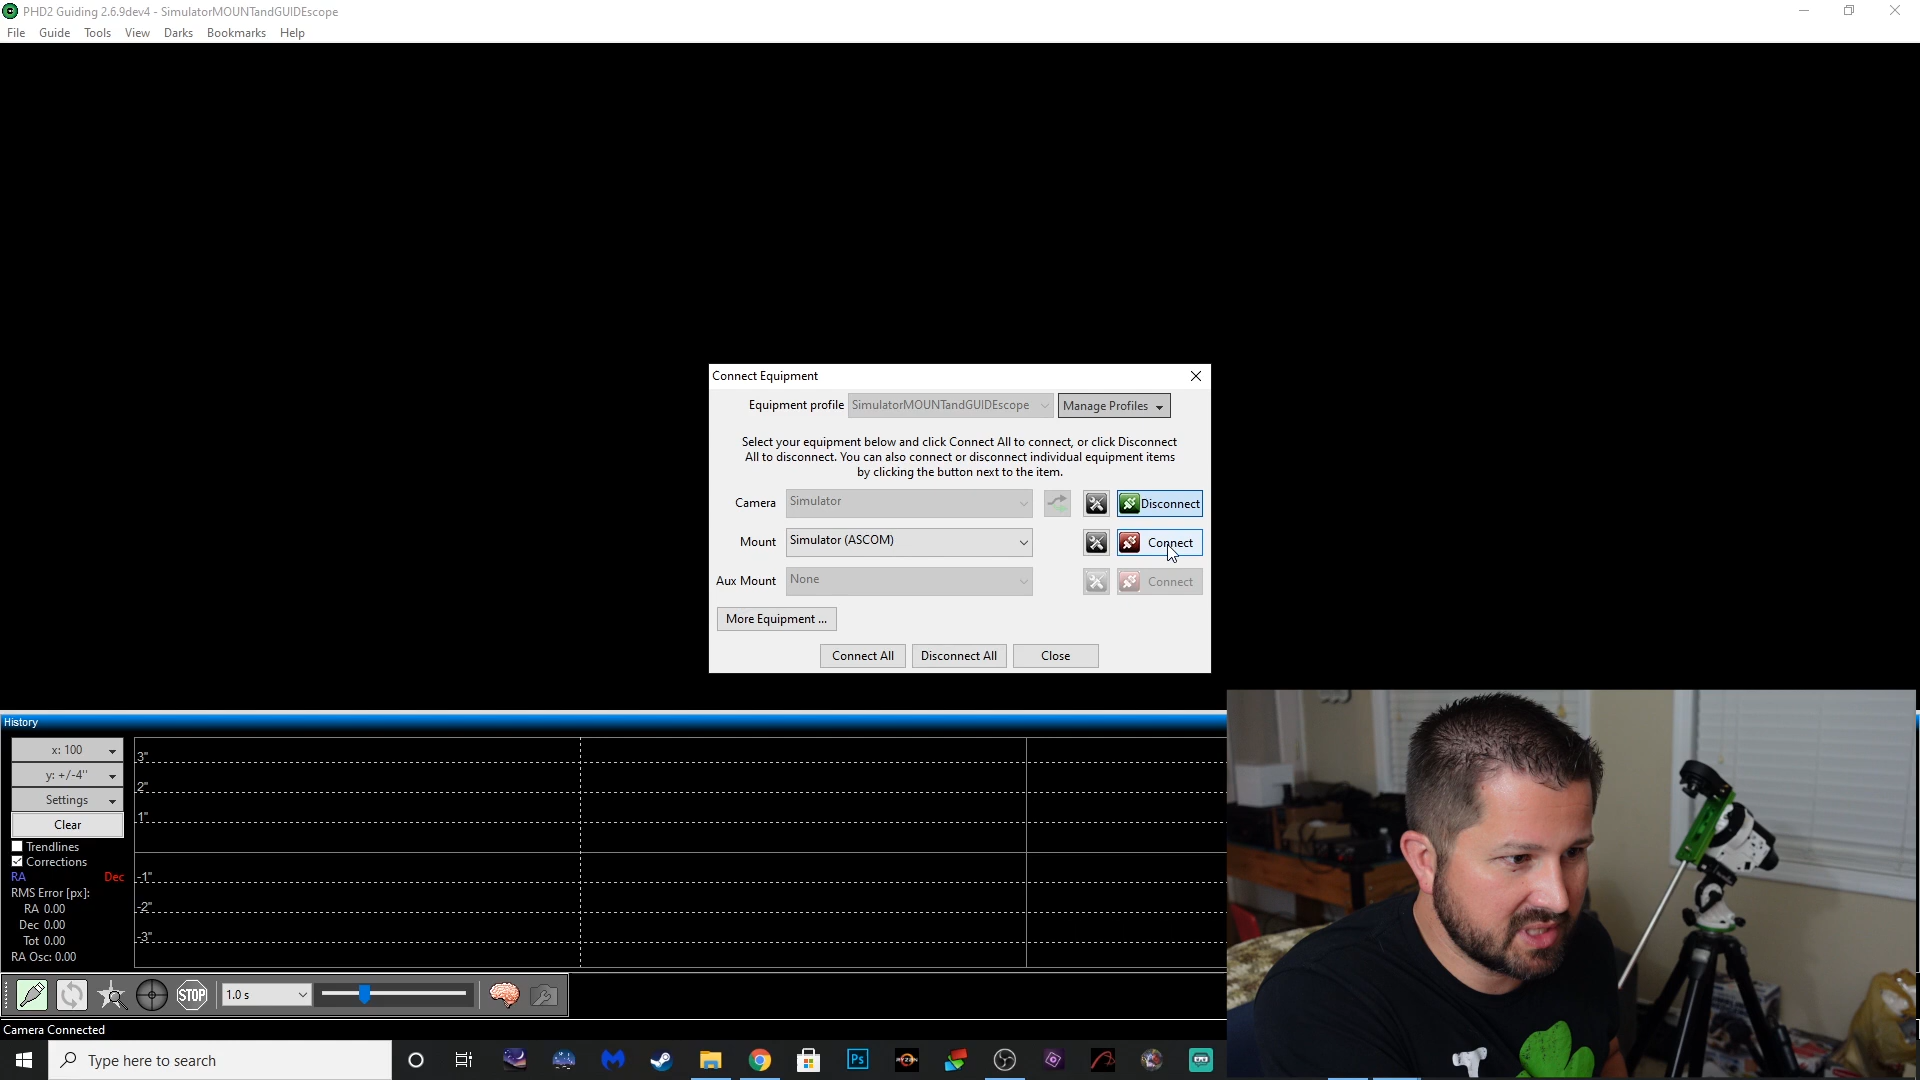 PHD2 Guiding 2.6.9dev4 - SimulatorMOUNTandGUIDEscope
File Guide Tools View Darks Bookmarks Help
Connect Equipment
Equipment profile SimulatorMOUNTandGUIDEscope Manage Profiles
Select your equipment below and click Connect All to connect, or click Disconnect
All to disconnect. You can also connect or disconnect individual equipment items
by clicking the button next to the item.
Camera Simulator Disconnect
Mount Simulator (ASCOM) Connect
Aux Mount None Connect
More Equipment ...
Connect All Disconnect All Close
History
x: 100
y: +/-4"
Settings
Clear
Trendlines
Corrections
RA Dec
RMS Error [px]:
RA 0.00
Dec 0.00
Tot 0.00
RA Osc: 0.00
3"
2"
1"
-1"
-2"
-3"
STOP 1.0 s
Camera Connected
Type here to search
Ps
RYZEN